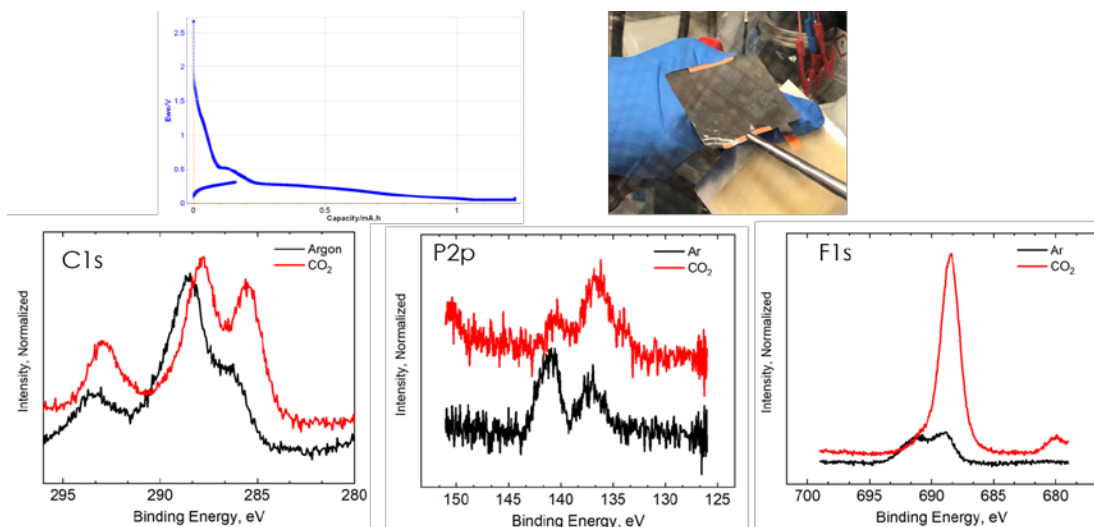 2.5
2
1.5
1
0.5
0
Ewe/V
0
0.5
1
Capacity/mA.h
C1s
Argon
CO₂
Intensity, Normalized
295
290
285
280
Binding Energy, eV
P2p
Ar
CO₂
Intensity, Normalized
150
145
140
135
130
125
Binding Energy, eV
F1s
Ar
CO₂
Intensity, Normalized
700
695
690
685
680
Binding Energy, eV